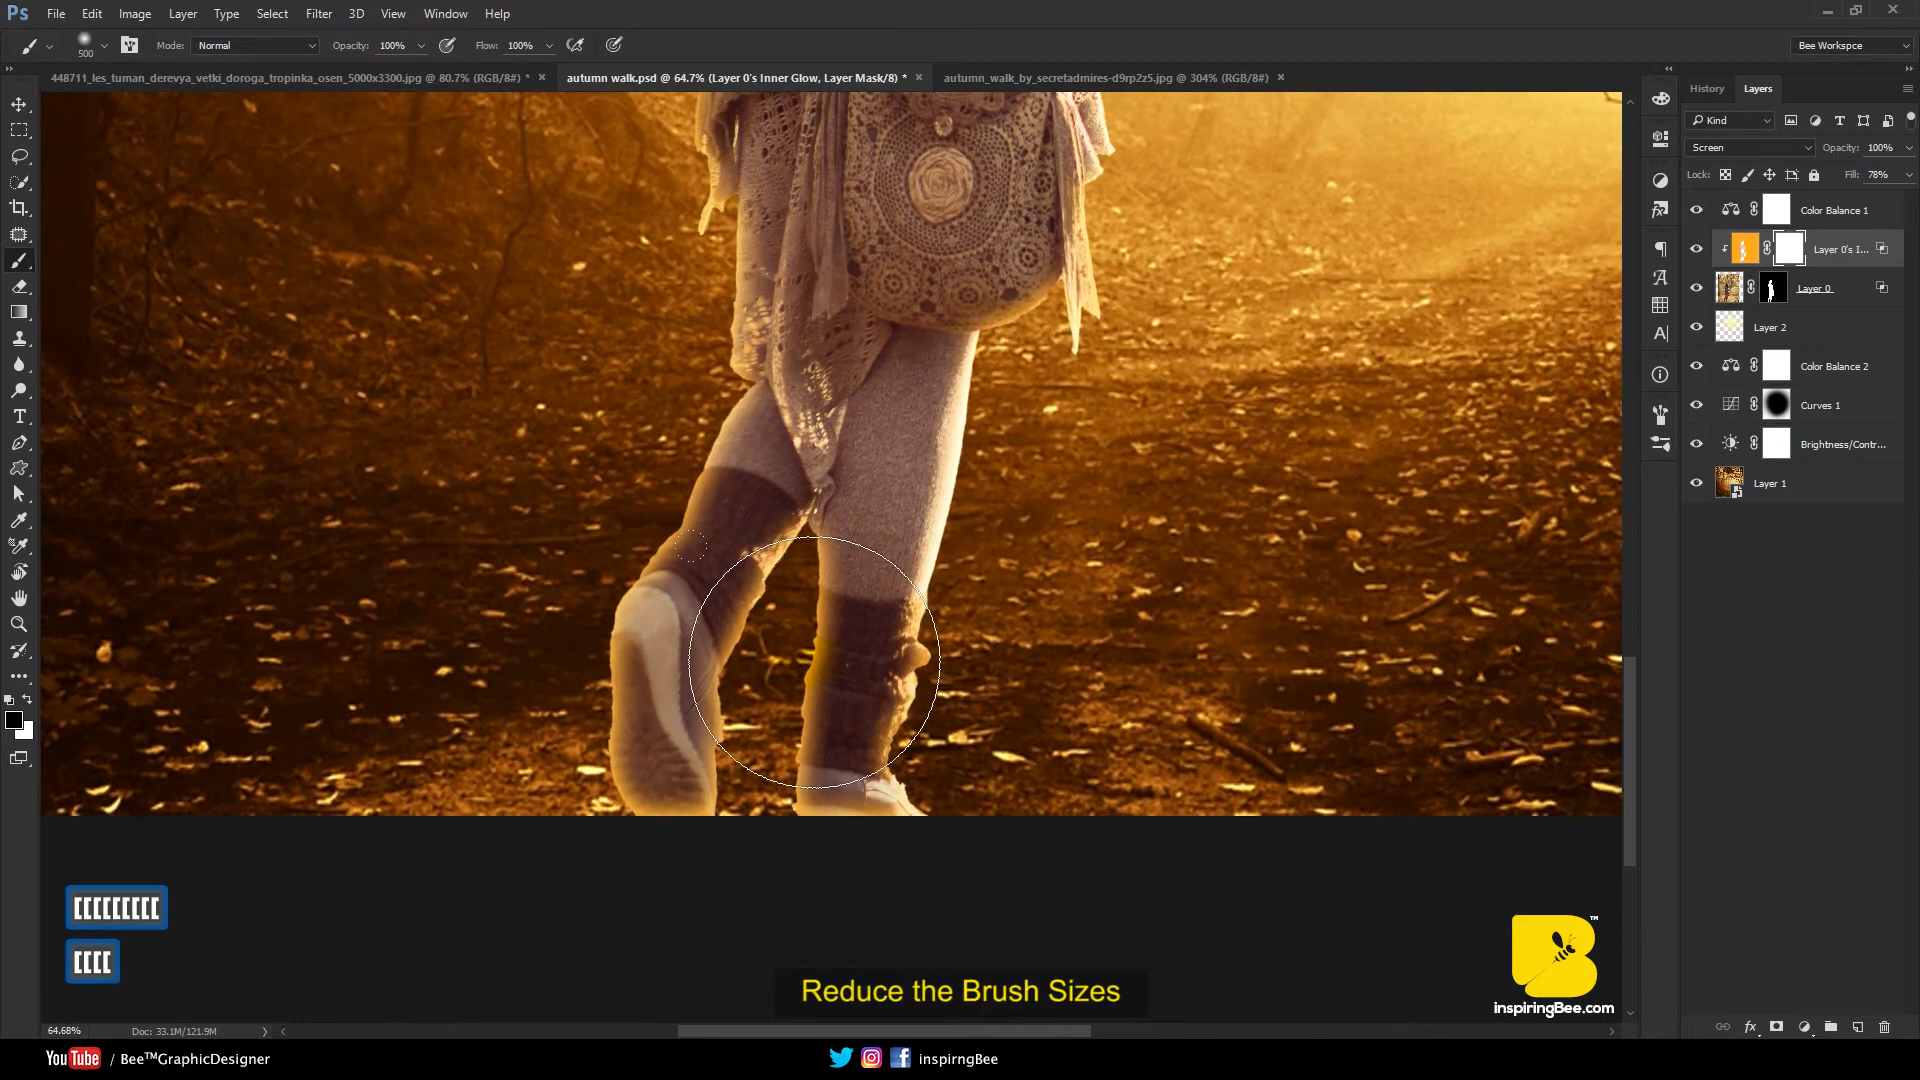 Ps File Edit Image Layer Type Select Filter 3D View Window Help
500 Mode: Normal Opacity: 100% Flow: 100% Bee Workspce
448711_les_tuman_derevya_vetki_doroga_tropinka_osen_5000x3300.jpg @ 80.7% (RGB/8#) * autumn walk.psd @ 64.7% (Layer 0's Inner Glow, Layer Mask/8) * autumn_walk_by_secretadmires-d9rp2z5.jpg @ 304% (RGB/8#)
History Layers
Kind
Screen Opacity: 100%
Lock: Fill: 78%
Color Balance 1
Layer 0's I...
Layer 0
Layer 2
Color Balance 2
Curves 1
Brightness/Contr...
Layer 1
[[[[[[[[[
[[[[
Reduce the Brush Sizes
B™
inspiringBee.com
64.68% Doc: 33.1M/121.9M
YouTube / Bee™GraphicDesigner
inspirngBee